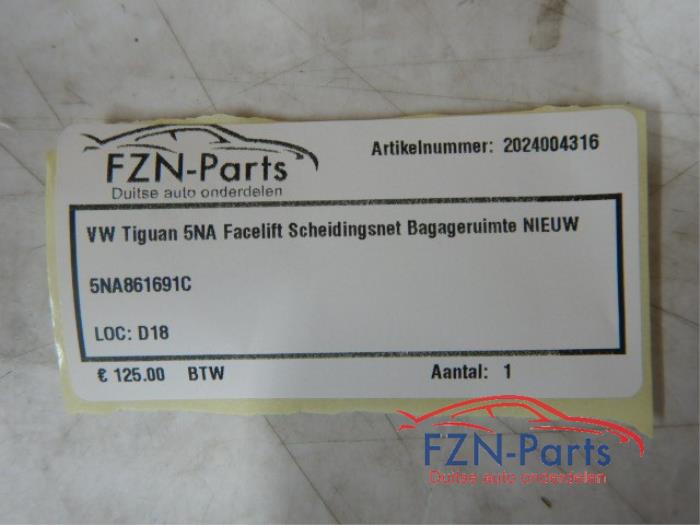 FZN-Parts
Duitse auto onderdelen
Artikelnummer: 2024004316
VW Tiguan 5NA Facelift Scheidingsnet Bagageruimte NIEUW
5NA861691C
LOC: D18
€ 125.00 BTW Aantal: 1
FZN-Parts
Duitse auto onderdelen